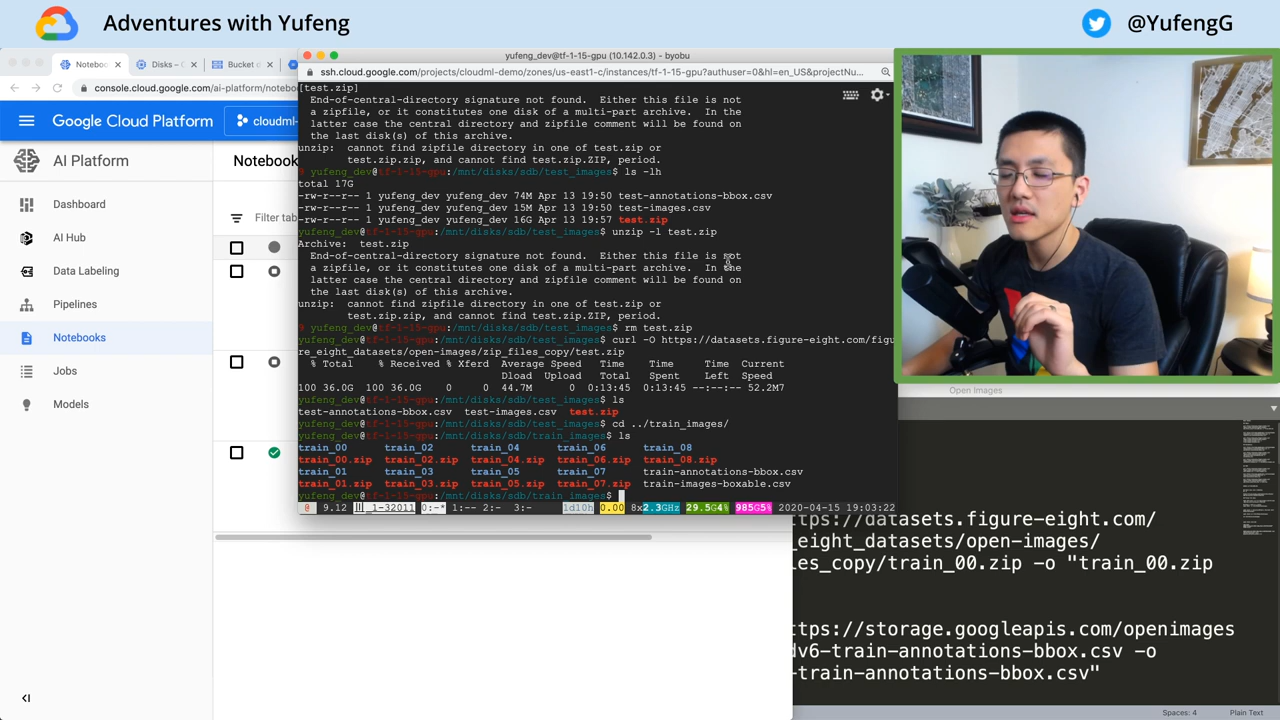 Adventures with Yufeng
@YufengG
yufeng_dev@tf-1-15-gpu (10.142.0.3) - byobu
Notebo
Disks – C
Bucket d
ssh.cloud.google.com/projects/cloudml-demo/zones/us-east1-c/instances/tf-1-15-gpu?authuser=0&hl=en_US&projectNu...
console.cloud.google.com/ai-platform/notebo
Google Cloud Platform
cloudml-
AI Platform
Notebook
Dashboard
AI Hub
Data Labeling
Pipelines
Notebooks
Jobs
Models
Filter tab
[test.zip]
End-of-central-directory signature not found.  Either this file is not
a zipfile, or it constitutes one disk of a multi-part archive.  In the
latter case the central directory and zipfile comment will be found on
the last disk(s) of this archive.
unzip:  cannot find zipfile directory in one of test.zip or
test.zip.zip, and cannot find test.zip.ZIP, period.
9 yufeng_dev@tf-1-15-gpu:/mnt/disks/sdb/test_images$ ls -lh
total 17G
-rw-r--r-- 1 yufeng_dev yufeng_dev 74M Apr 13 19:50 test-annotations-bbox.csv
-rw-r--r-- 1 yufeng_dev yufeng_dev 15M Apr 13 19:50 test-images.csv
-rw-r--r-- 1 yufeng_dev yufeng_dev 16G Apr 13 19:57 test.zip
yufeng_dev@tf-1-15-gpu:/mnt/disks/sdb/test_images$ unzip -l test.zip
Archive:  test.zip
End-of-central-directory signature not found.  Either this file is not
a zipfile, or it constitutes one disk of a multi-part archive.  In the
latter case the central directory and zipfile comment will be found on
the last disk(s) of this archive.
unzip:  cannot find zipfile directory in one of test.zip or
test.zip.zip, and cannot find test.zip.ZIP, period.
9 yufeng_dev@tf-1-15-gpu:/mnt/disks/sdb/test_images$ rm test.zip
yufeng_dev@tf-1-15-gpu:/mnt/disks/sdb/test_images$ curl -O https://datasets.figure-eight.com/figu
re_eight_datasets/open-images/zip_files_copy/test.zip
% Total    % Received % Xferd  Average Speed   Time    Time     Time  Current
Dload  Upload   Total   Spent    Left  Speed
100 36.0G  100 36.0G    0     0  44.7M      0  0:13:45  0:13:45 --:--:-- 52.2M7
yufeng_dev@tf-1-15-gpu:/mnt/disks/sdb/test_images$ ls
test-annotations-bbox.csv  test-images.csv  test.zip
yufeng_dev@tf-1-15-gpu:/mnt/disks/sdb/test_images$ cd ../train_images/
yufeng_dev@tf-1-15-gpu:/mnt/disks/sdb/train_images$ ls
train_00      train_02      train_04      train_06      train_08
train_00.zip  train_02.zip  train_04.zip  train_06.zip  train_08.zip
train_01      train_03      train_05      train_07      train-annotations-bbox.csv
train_01.zip  train_03.zip  train_05.zip  train_07.zip  train-images-boxable.csv
yufeng_dev@tf-1-15-gpu:/mnt/disks/sdb/train_images$
@ 9.12 0:-* 1:-- 2:- 3:- 1d10h 0.00 8x2.3GHz 29.5G4% 985G5% 2020-04-15 19:03:22
Open Images
ttps://datasets.figure-eight.com/
_eight_datasets/open-images/
les_copy/train_00.zip -o "train_00.zip
ttps://storage.googleapis.com/openimages
dv6-train-annotations-bbox.csv -o
-train-annotations-bbox.csv"
Spaces: 4
Plain Text